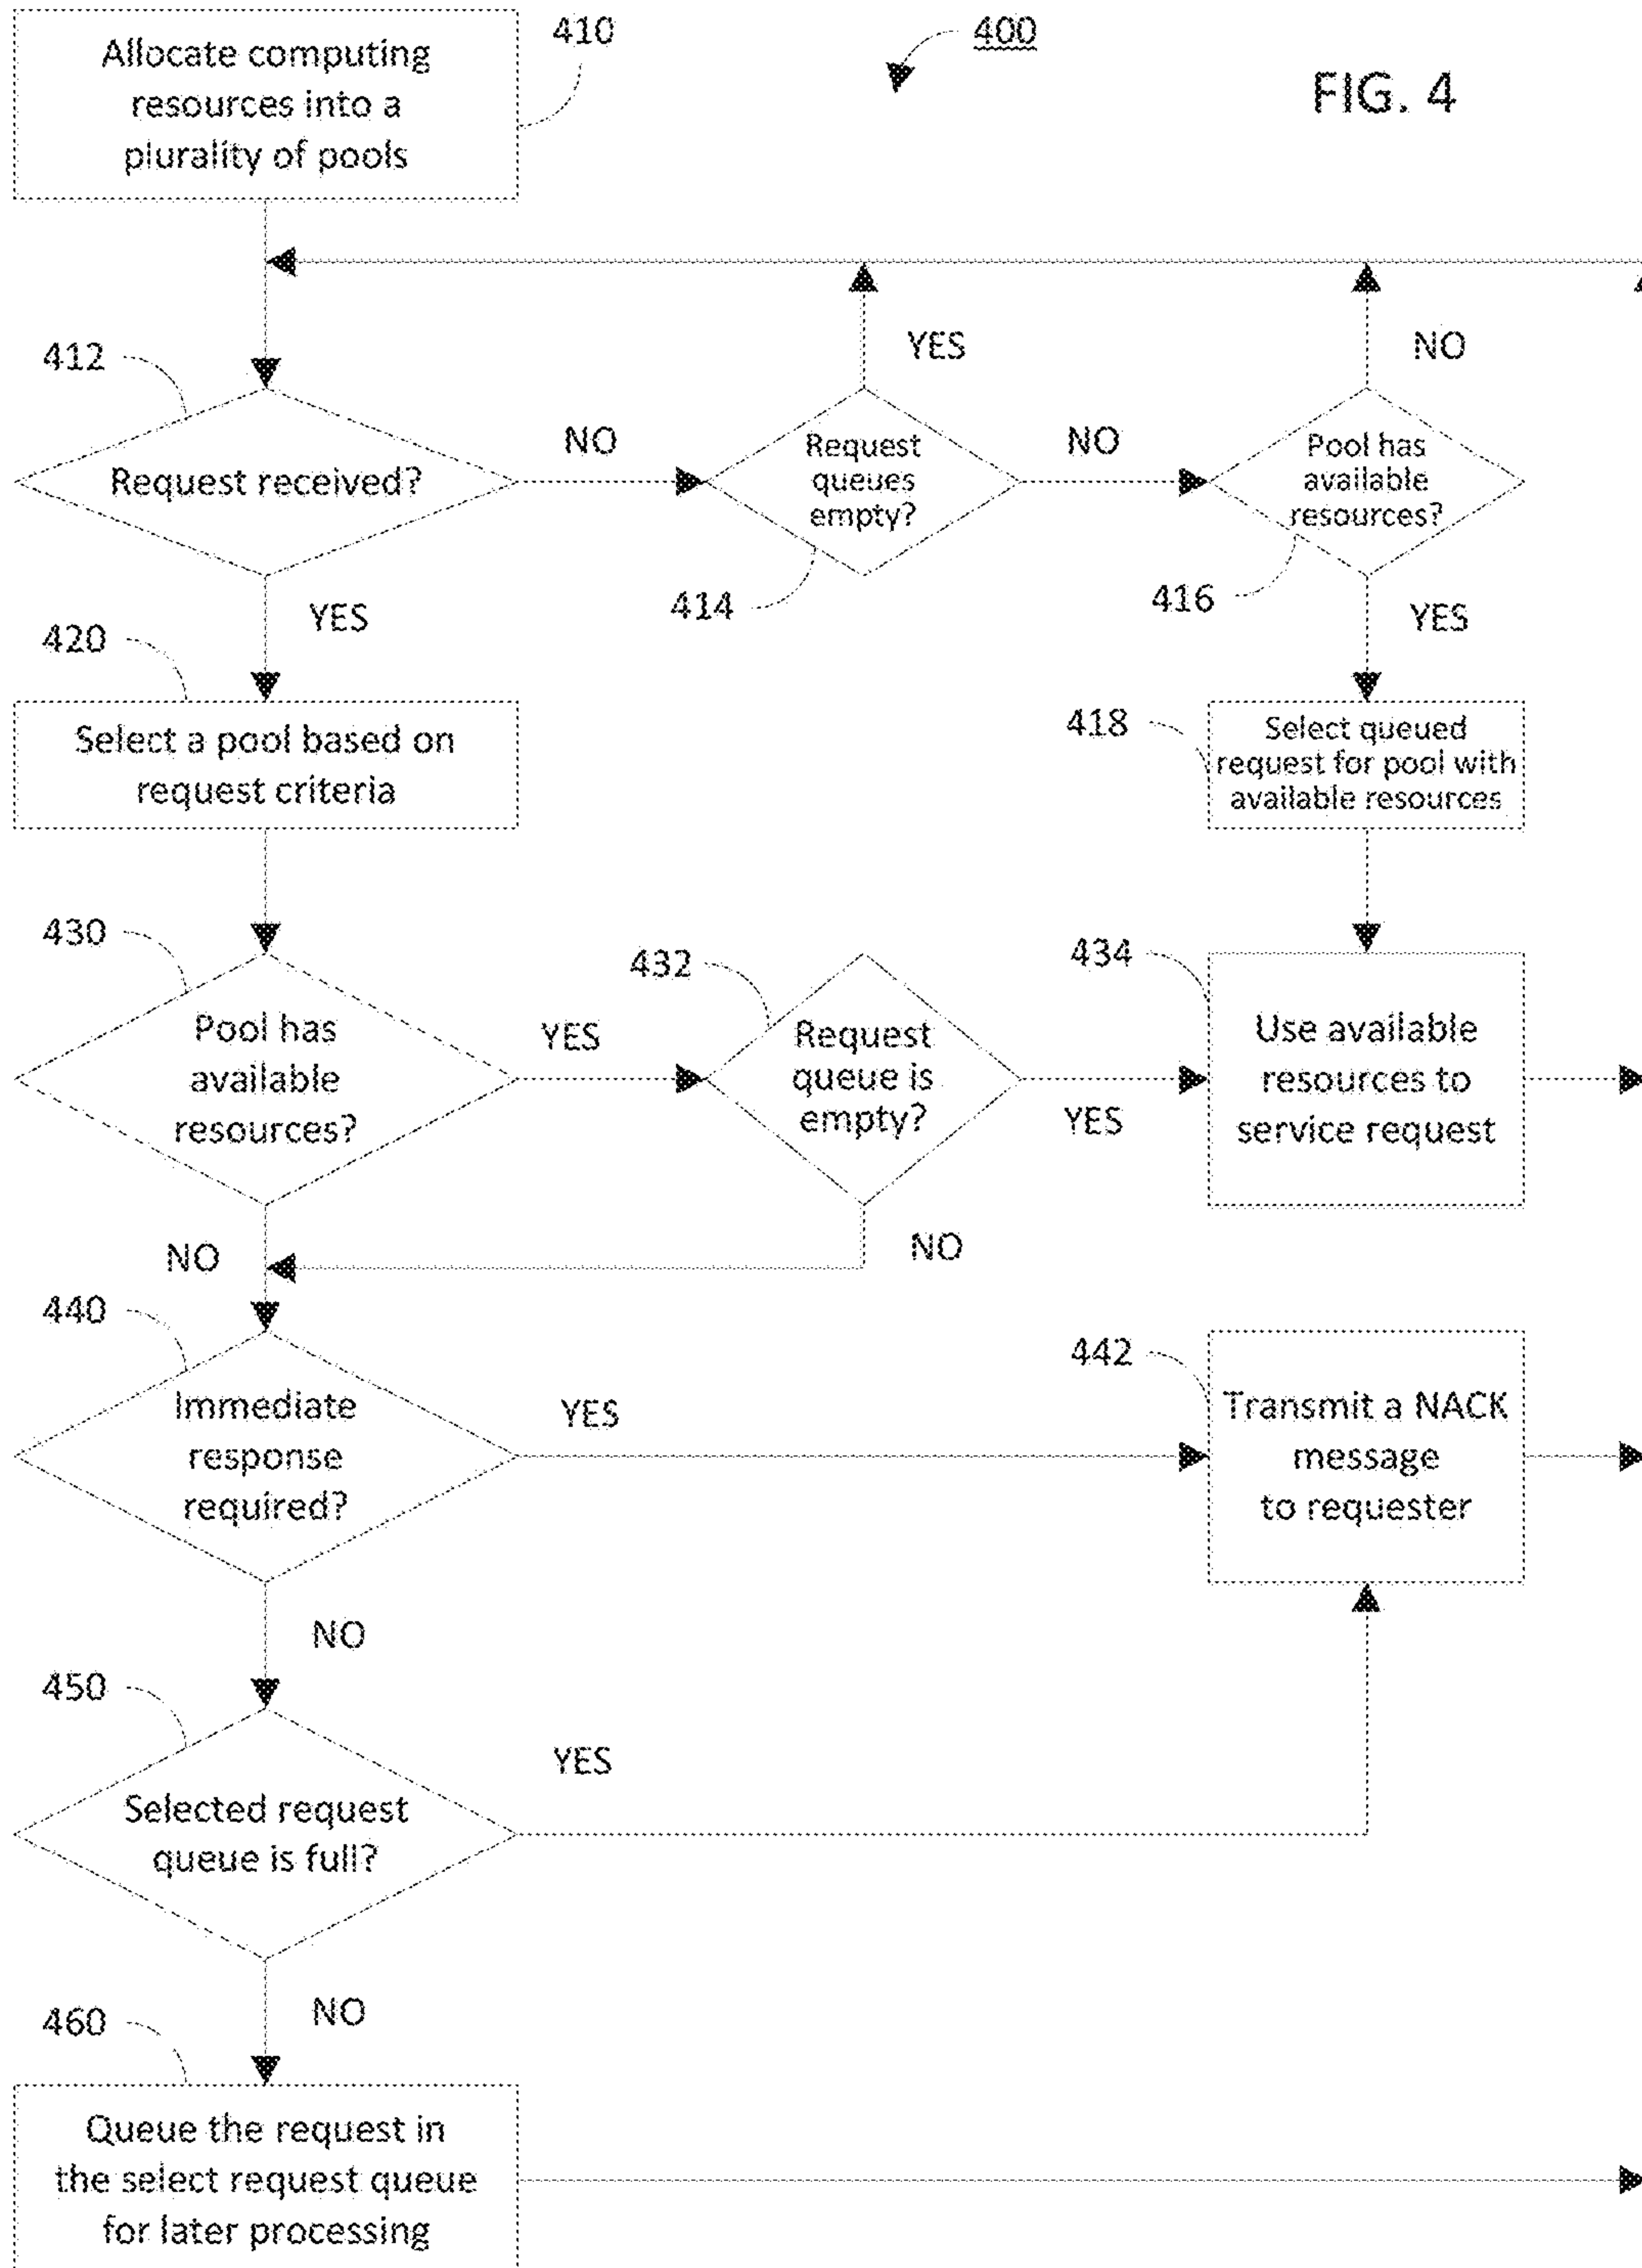 Allocate computing
resources into a
plurality of pools
410
400
FIG. 4
412
Request received?
NO
YES
Request
queues
empty?
414
NO
NO
Pool has
available
resources?
416
YES
YES
420
Select a pool based on
request criteria
418
Select queued
request for pool with
available resources
430
Pool has
available
resources?
YES
432
Request
queue is
empty?
YES
434
Use available
resources to
service request
NO
NO
440
Immediate
response
required?
YES
442
Transmit a NACK
message
to requester
NO
450
Selected request
queue is full?
YES
NO
460
Queue the request in
the select request queue
for later processing